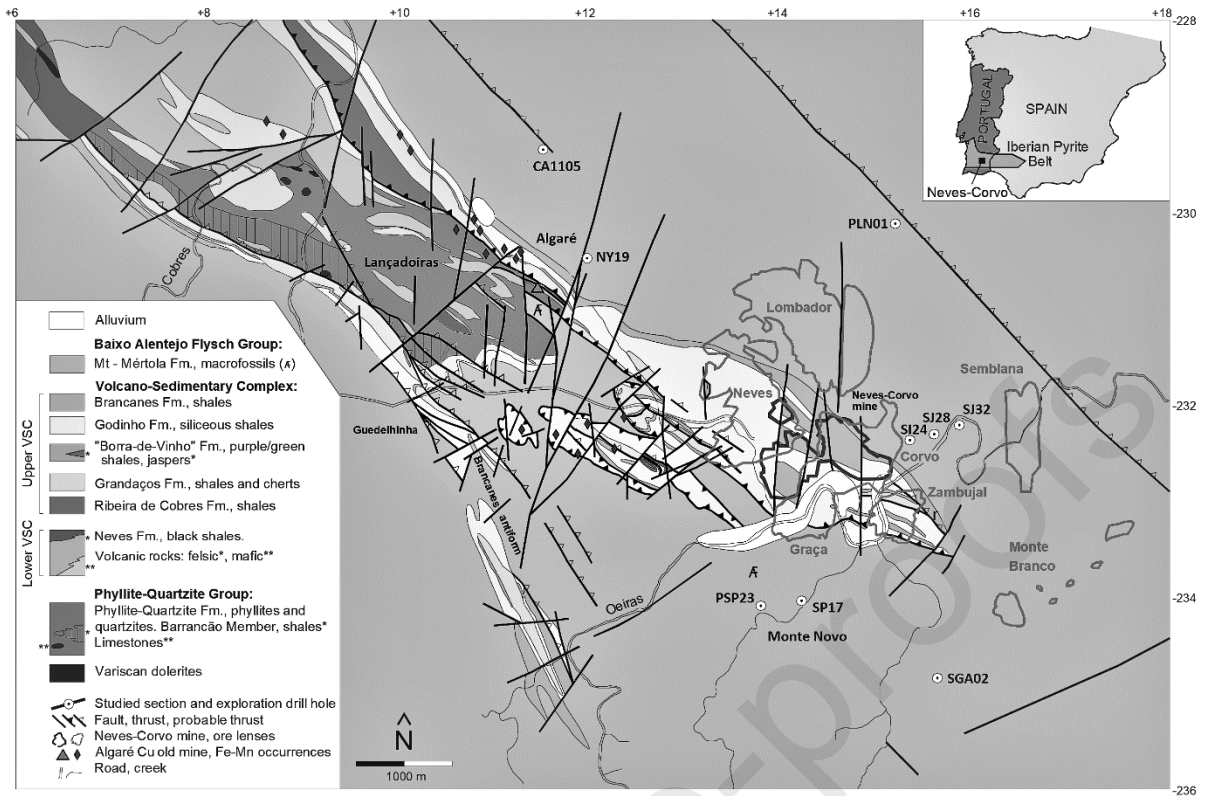 +6
+8
+10
+12
+14
+16
+18
-228
-230
-232
-234
-236
PORTUGAL
SPAIN
Iberian Pyrite
Belt
Neves-Corvo
CA1105
PLN01
Algaré
NY19
Lançadoiras
Cobres
Lombador
Semblana
Neves
Neves-Corvo
mine
SJ32
SJ28
SJ24
Corvo
Guedelhinha
Brancanes
antiform
Zambujal
Graça
Monte
Branco
Oeiras
PSP23
SP17
Monte Novo
SGA02
N
1000 m
Alluvium
Baixo Alentejo Flysch Group:
Mt - Mértola Fm., macrofossils ( )
Volcano-Sedimentary Complex:
Upper VSC
Brancanes Fm., shales
Godinho Fm., siliceous shales
* "Borra-de-Vinho" Fm., purple/green
shales, jaspers*
Grandaços Fm., shales and cherts
Ribeira de Cobres Fm., shales
Lower VSC
* Neves Fm., black shales.
Volcanic rocks: felsic*, mafic**
**
Phyllite-Quartzite Group:
Phyllite-Quartzite Fm., phyllites and
* quartzites. Barrancão Member, shales*
** Limestones**
Variscan dolerites
Studied section and exploration drill hole
Fault, thrust, probable thrust
Neves-Corvo mine, ore lenses
Algaré Cu old mine, Fe-Mn occurrences
Road, creek
e-proofs